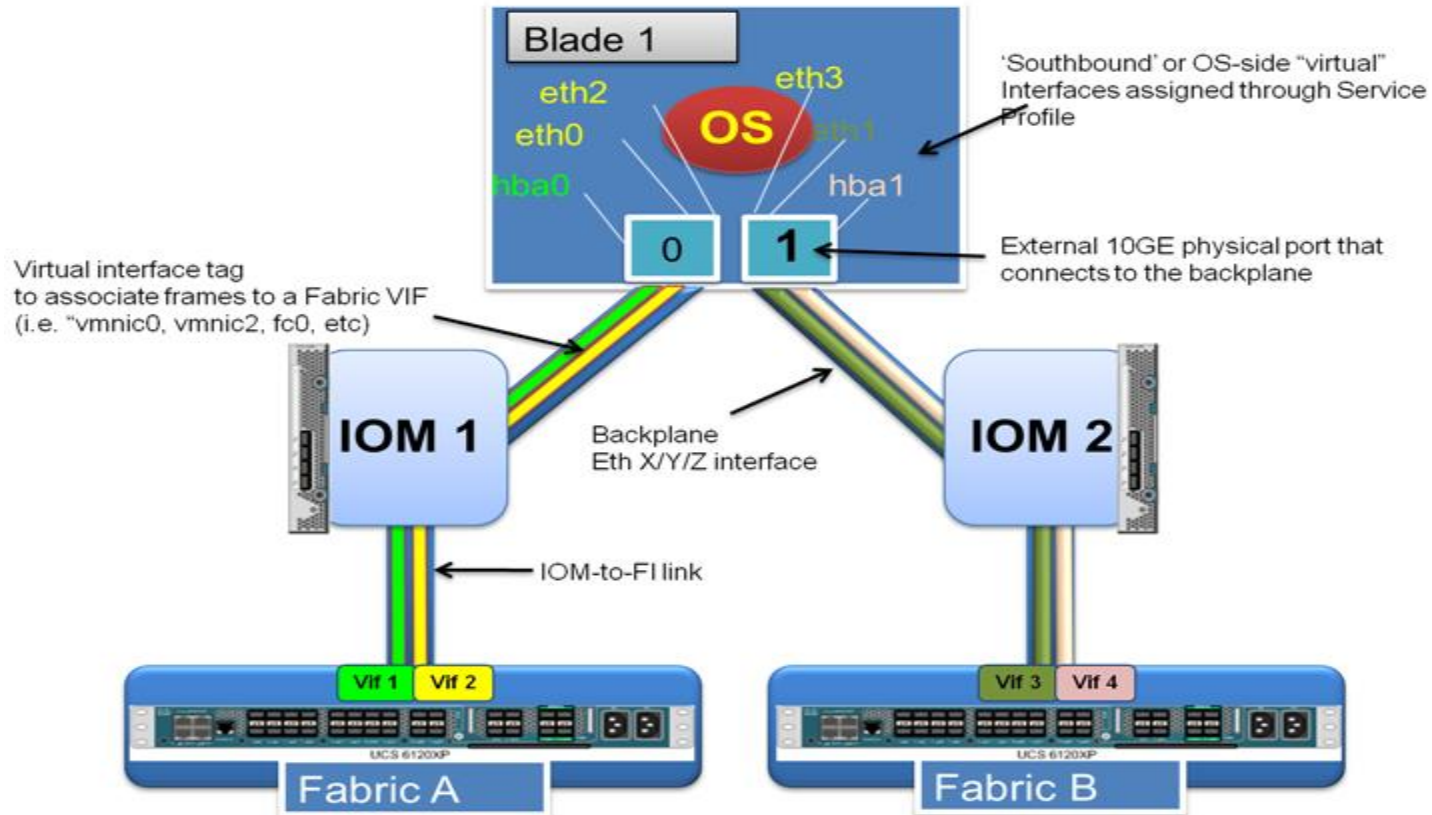 Blade 1
eth2
eth3
eth0
OS
eth1
hba0
hba1
0
1
'Southbound' or OS-side “virtual”
Interfaces assigned through Service
Profile
External 10GE physical port that
connects to the backplane
Virtual interface tag
to associate frames to a Fabric VIF
(i.e. “vmnic0, vmnic2, fc0, etc)
IOM 1
IOM 2
Backplane
Eth X/Y/Z interface
IOM-to-FI link
Vif 1
Vif 2
Vif 3
Vif 4
UCS 6120XP
UCS 6120XP
Fabric A
Fabric B